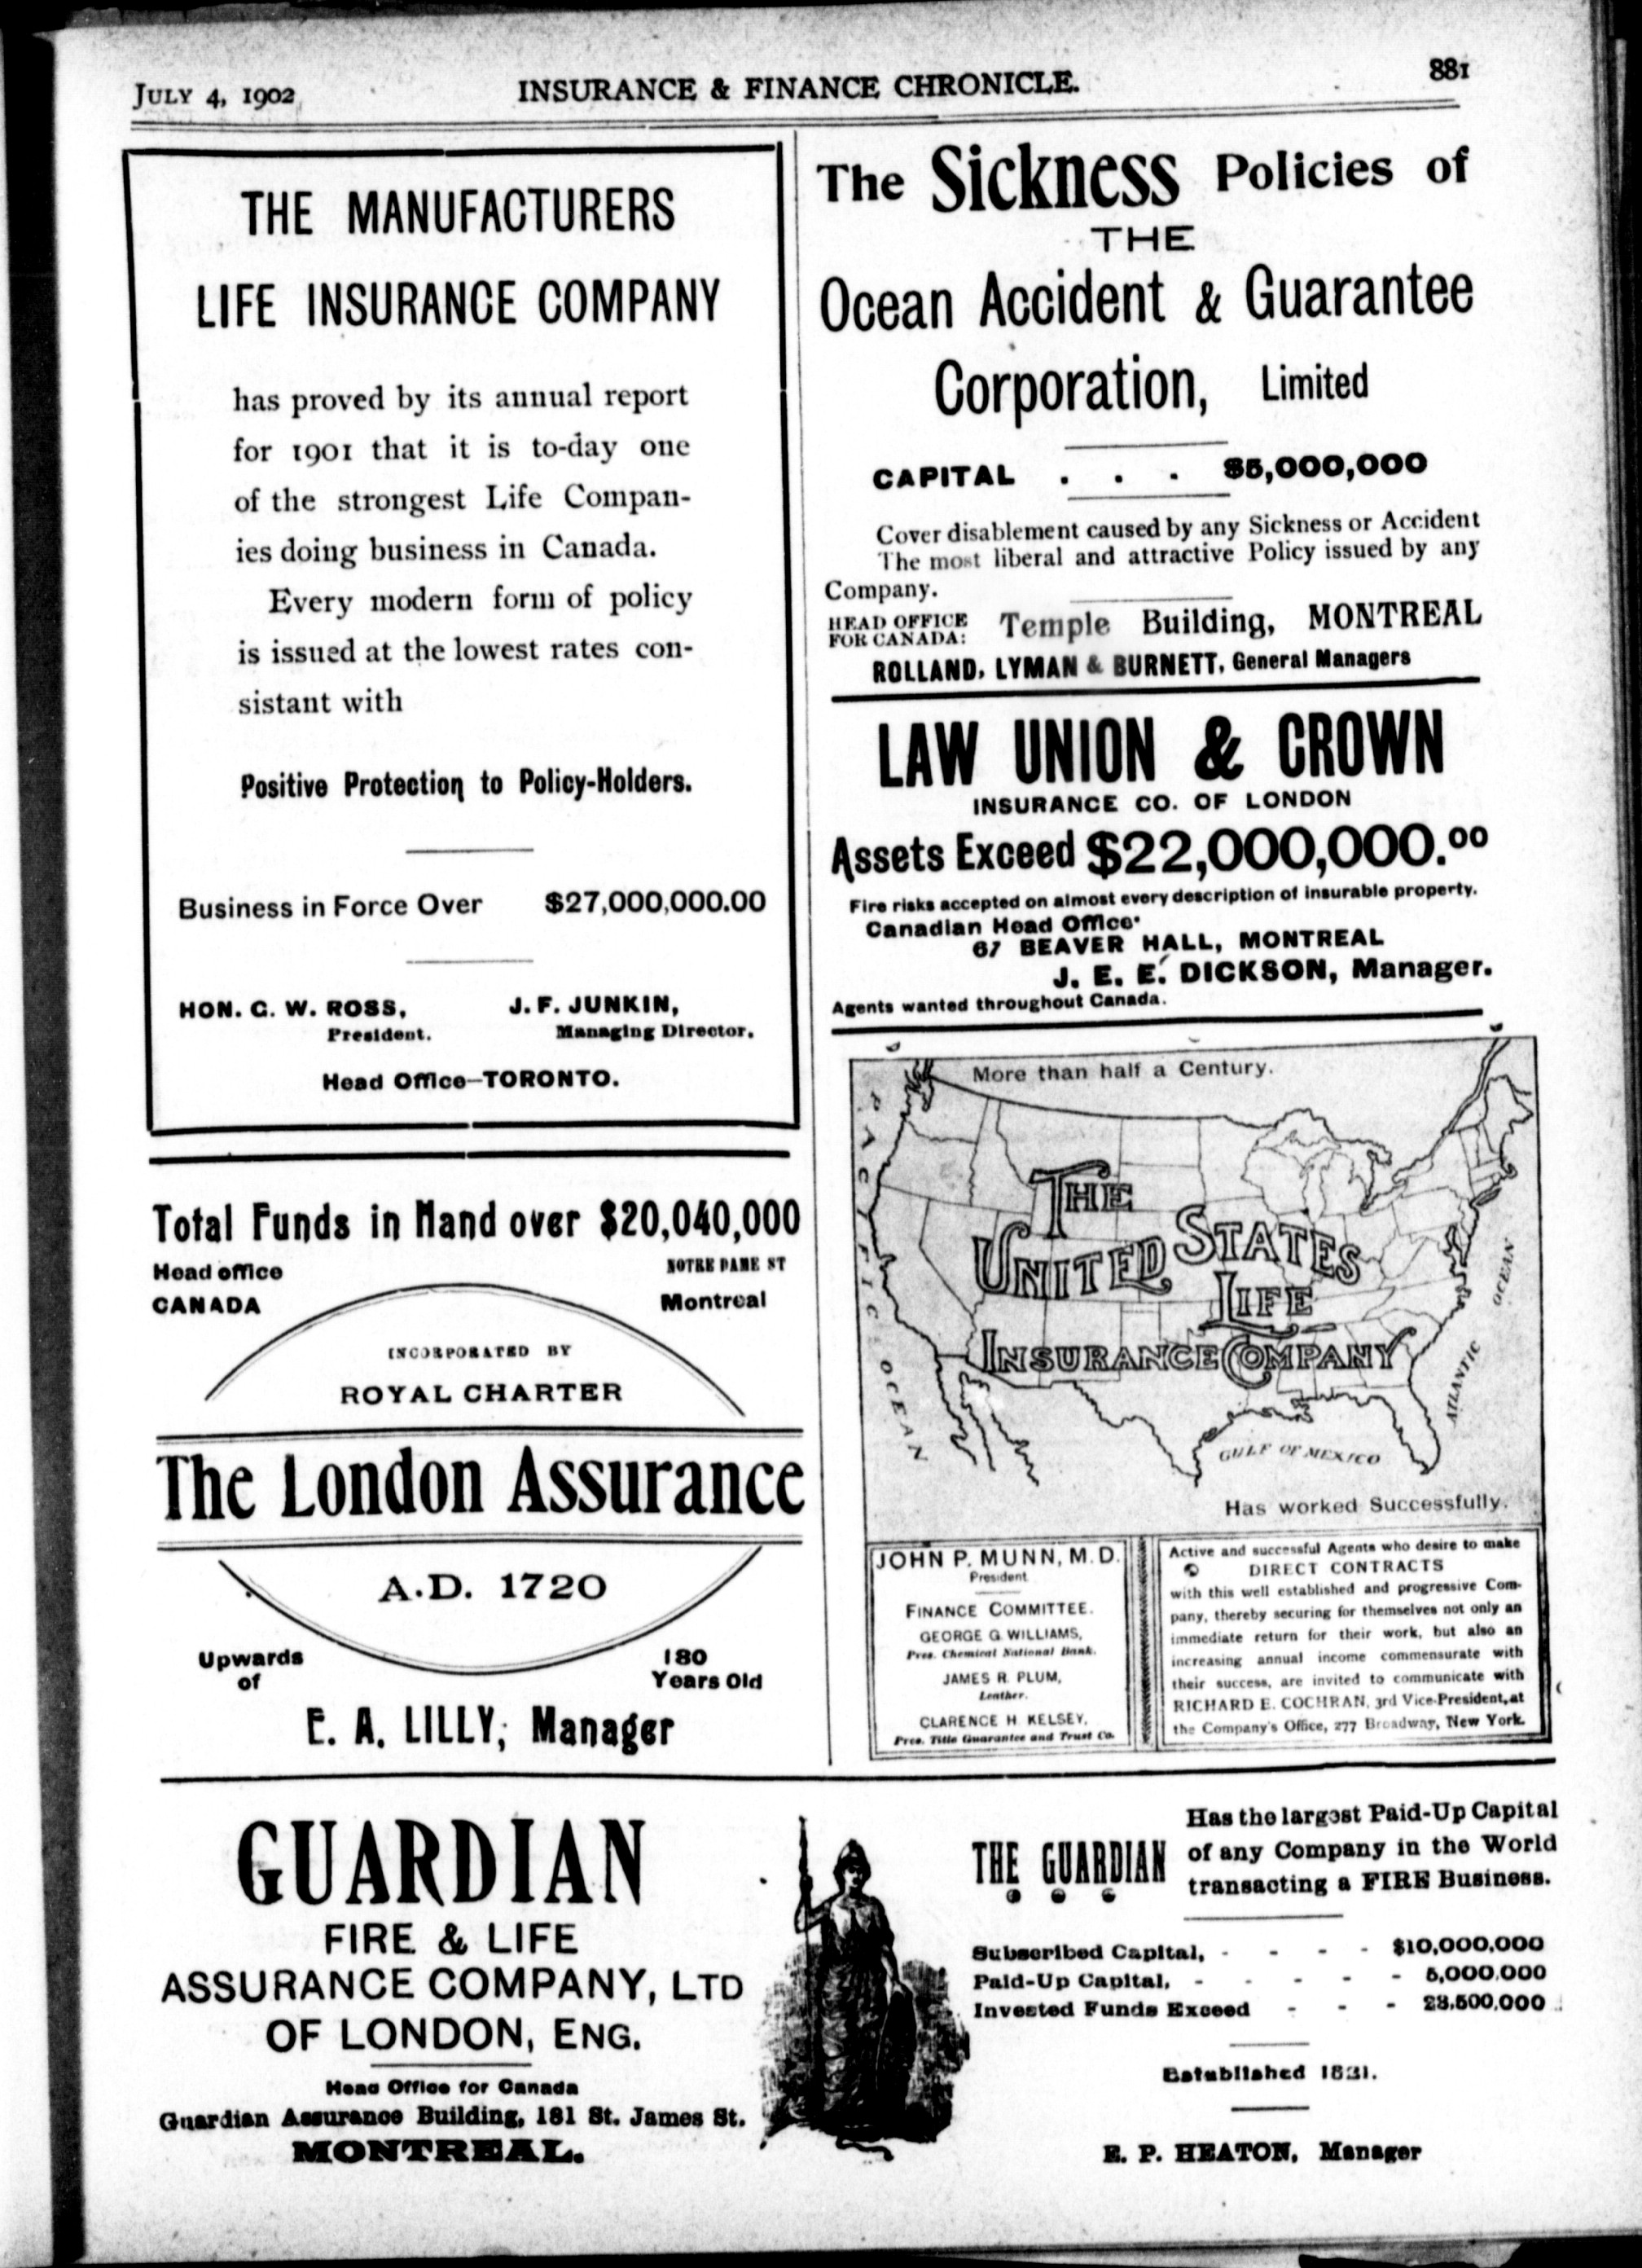 JULY 4, 1902
INSURANCE & FINANCE CHRONICLE.
881
THE MANUFACTURERS
LIFE INSURANCE COMPANY
has proved by its annual report
for 1901 that it is to-day one
of the strongest Life Compan-
ies doing business in Canada.
Every modern form of policy
is issued at the lowest rates con-
sistant with
Positive Protection to Policy-Holders.
Business in Force Over $27,000,000.00
HON. G. W. ROSS,
President.
J. F. JUNKIN,
Managing Director.
Head Office—TORONTO.
Total Funds in Hand over $20,040,000
Head office
CANADA
NOTRE DAME ST
Montreal
INCORPORATED BY
ROYAL CHARTER
The London Assurance
A.D. 1720
Upwards
of
180
Years Old
E. A. LILLY, Manager
The Sickness Policies of
THE
Ocean Accident & Guarantee
Corporation, Limited
CAPITAL . . . $5,000,000
Cover disablement caused by any Sickness or Accident
The most liberal and attractive Policy issued by any
Company.
HEAD OFFICE
FOR CANADA:
Temple Building, MONTREAL
ROLLAND, LYMAN & BURNETT, General Managers
LAW UNION & CROWN
INSURANCE CO. OF LONDON
Assets Exceed $22,000,000.00
Fire risks accepted on almost every description of insurable property.
Canadian Head Office
67 BEAVER HALL, MONTREAL
J. E. E. DICKSON, Manager.
Agents wanted throughout Canada.
More than half a Century.
PACIFIC OCEAN
THE
UNITED STATES
LIFE
INSURANCE COMPANY
ATLANTIC OCEAN
GULF OF MEXICO
Has worked Successfully.
JOHN P. MUNN, M.D.
President
FINANCE COMMITTEE.
GEORGE G. WILLIAMS,
Pres. Chemical National Bank.
JAMES R. PLUM,
Leather.
CLARENCE H. KELSEY,
Pres. Title Guarantee and Trust Co.
Active and successful Agents who desire to make
DIRECT CONTRACTS
with this well established and progressive Com-
pany, thereby securing for themselves not only an
immediate return for their work, but also an
increasing annual income commensurate with
their success, are invited to communicate with
RICHARD E. COCHRAN, 3rd Vice-President, at
the Company's Office, 277 Broadway, New York.
GUARDIAN
FIRE & LIFE
ASSURANCE COMPANY, LTD
OF LONDON, ENG.
Head Office for Canada
Guardian Assurance Building, 181 St. James St.
MONTREAL.
THE GUARDIAN
Has the largest Paid-Up Capital
of any Company in the World
transacting a FIRE Business.
Subscribed Capital, - - - - $10,000,000
Paid-Up Capital, - - - - - 5,000,000
Invested Funds Exceed - - - 23,500,000
Established 1821.
E. P. HEATON, Manager